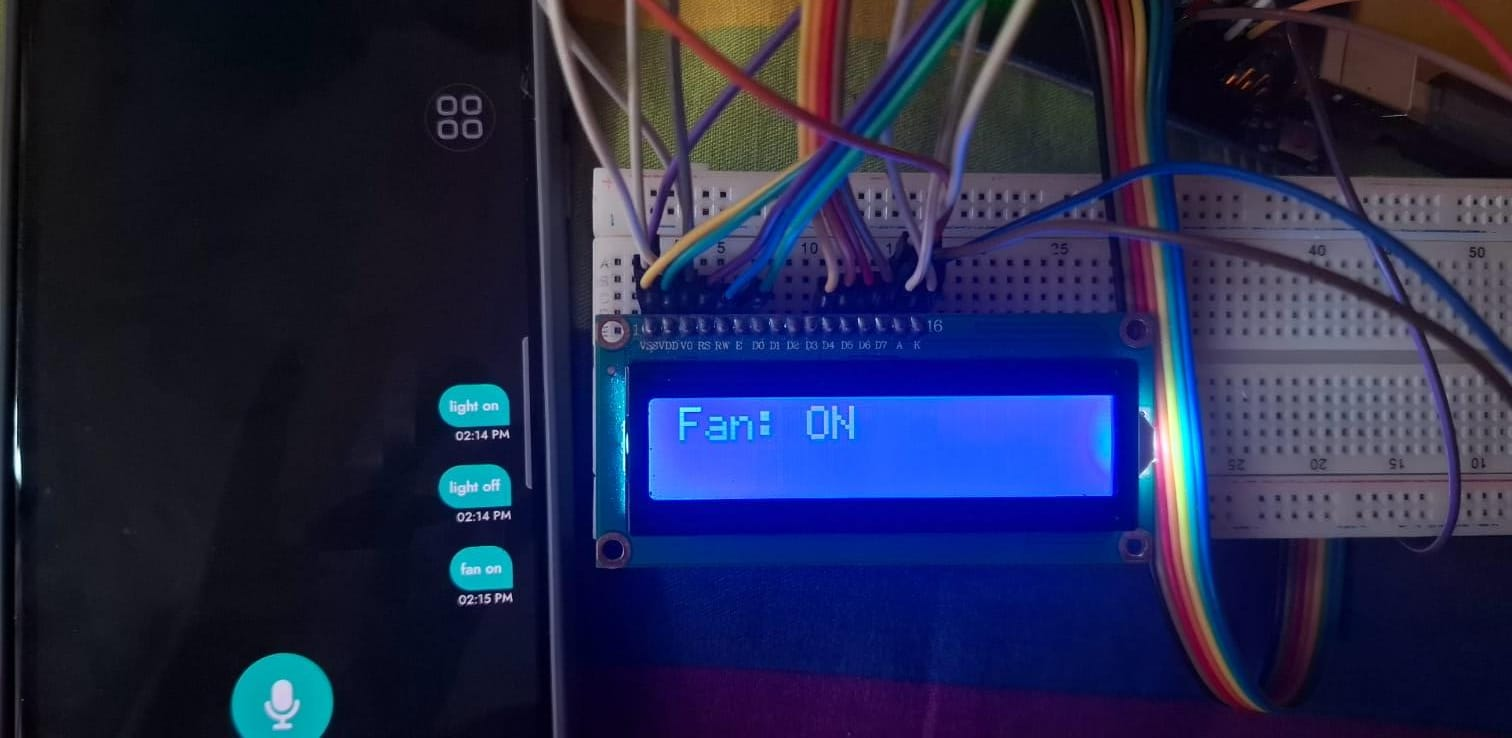 light on
02:14 PM
light off
02:14 PM
fan on
02:15 PM
5 10 25 40 50
1 16
VSS VDD V0 RS RW E D0 D1 D2 D3 D4 D5 D6 D7 A K
Fan: ON
25 20 15 10